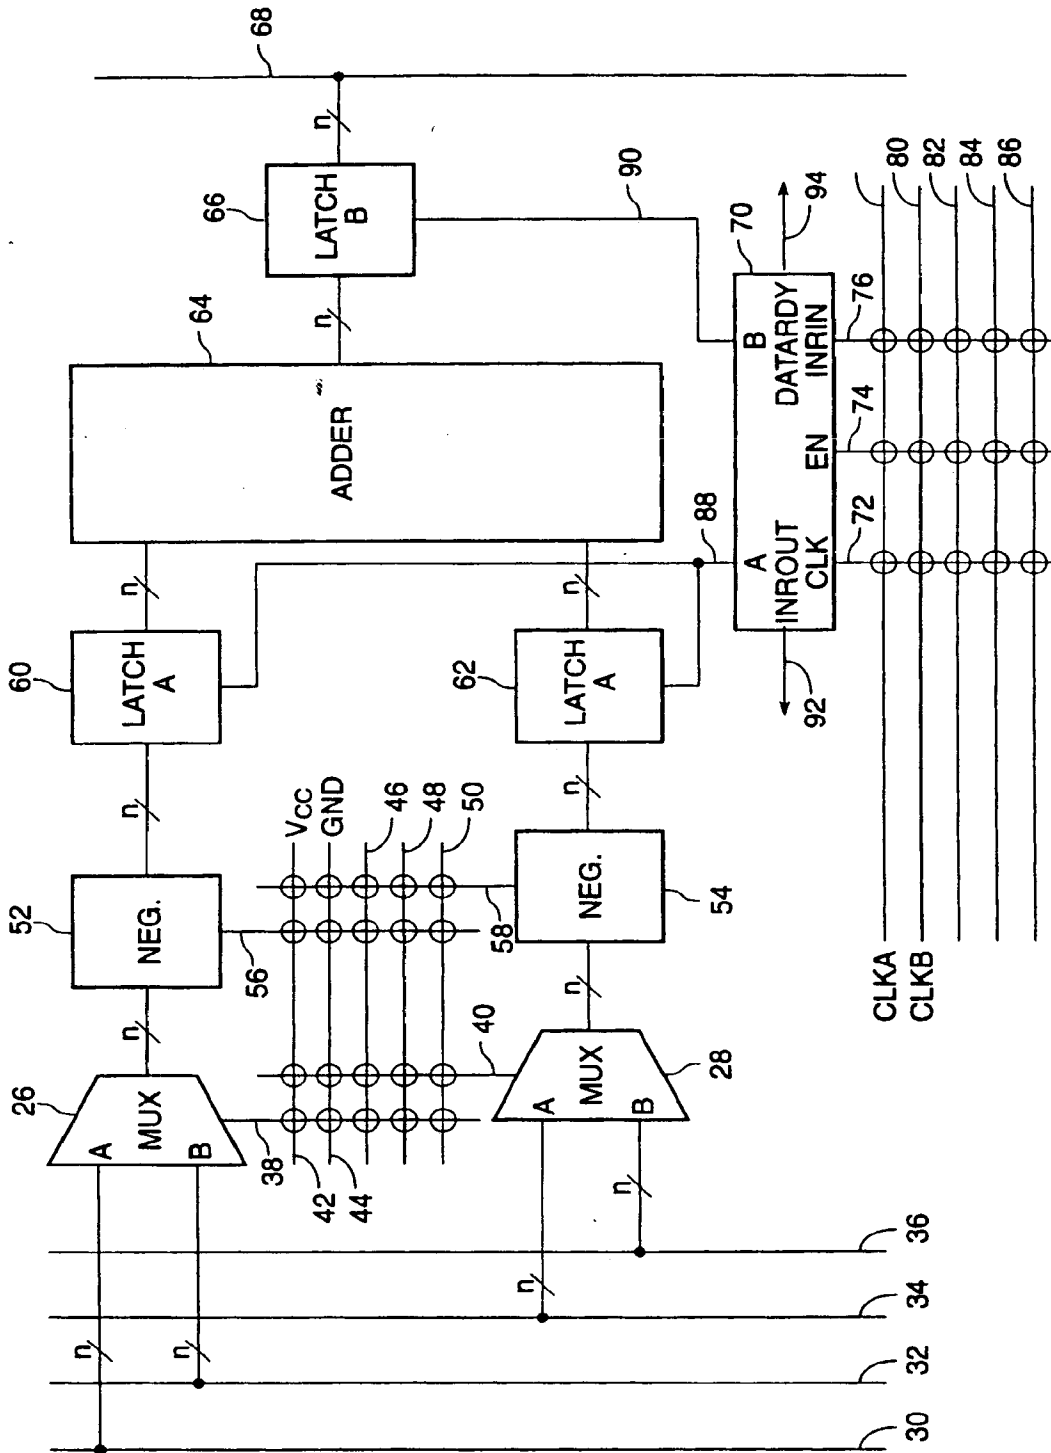 68
n
66
LATCH
B
90
n
64
ADDER
n
60
LATCH
A
n
62
LATCH
A
88
n
n
52
NEG.
56
Vcc
GND
46
48
50
58
NEG.
54
n
n
26
MUX
A
B
38
42
44
40
28
MUX
A
B
n
n
n
n
36
34
32
30
70
94
A
B
INROUT
DATARDY
CLK
EN
INRIN
92
72
74
76
CLKA
CLKB
80
82
84
86